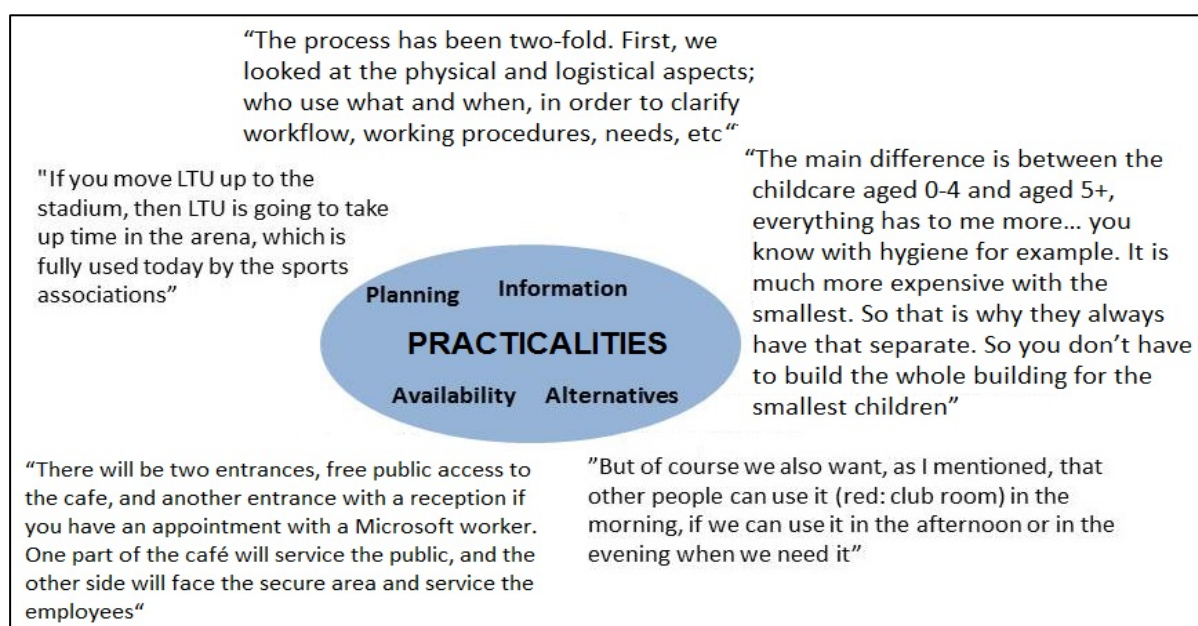 “The process has been two-fold. First, we
looked at the physical and logistical aspects;
who use what and when, in order to clarify
workflow, working procedures, needs, etc“
"If you move LTU up to the
stadium, then LTU is going to take
up time in the arena, which is
fully used today by the sports
associations”
“The main difference is between the
childcare aged 0-4 and aged 5+,
everything has to me more… you
know with hygiene for example. It is
much more expensive with the
smallest. So that is why they always
have that separate. So you don’t have
to build the whole building for the
smallest children”
Planning Information
PRACTICALITIES
Availability Alternatives
“There will be two entrances, free public access to
the cafe, and another entrance with a reception if
you have an appointment with a Microsoft worker.
One part of the café will service the public, and the
other side will face the secure area and service the
employees“
”But of course we also want, as I mentioned, that
other people can use it (red: club room) in the
morning, if we can use it in the afternoon or in the
evening when we need it”